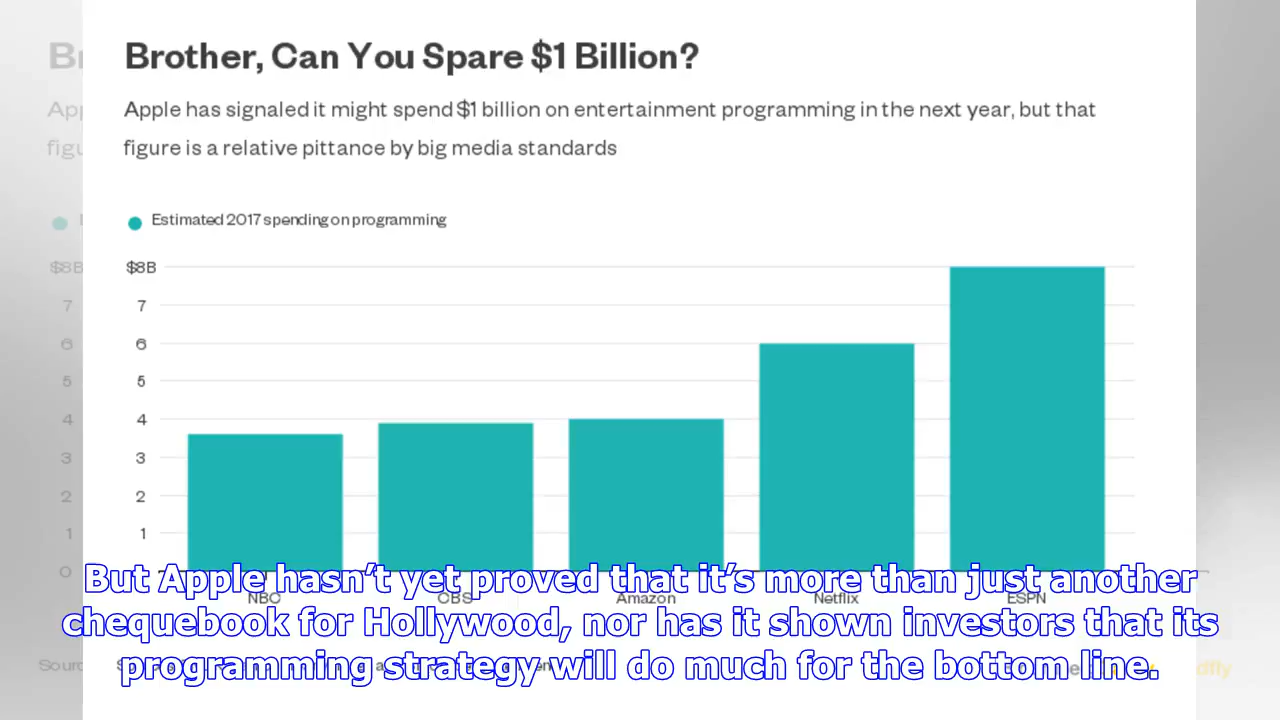 Brother, Can You Spare $1 Billion?
Apple has signaled it might spend $1 billion on entertainment programming in the next year, but that
figure is a relative pittance by big media standards
Estimated 2017 spending on programming
$8B
7
6
5
4
3
2
1
0
NBC CBS Amazon Netflix ESPN
But Apple hasn’t yet proved that it’s more than just another
chequebook for Hollywood, nor has it shown investors that its
programming strategy will do much for the bottom line.